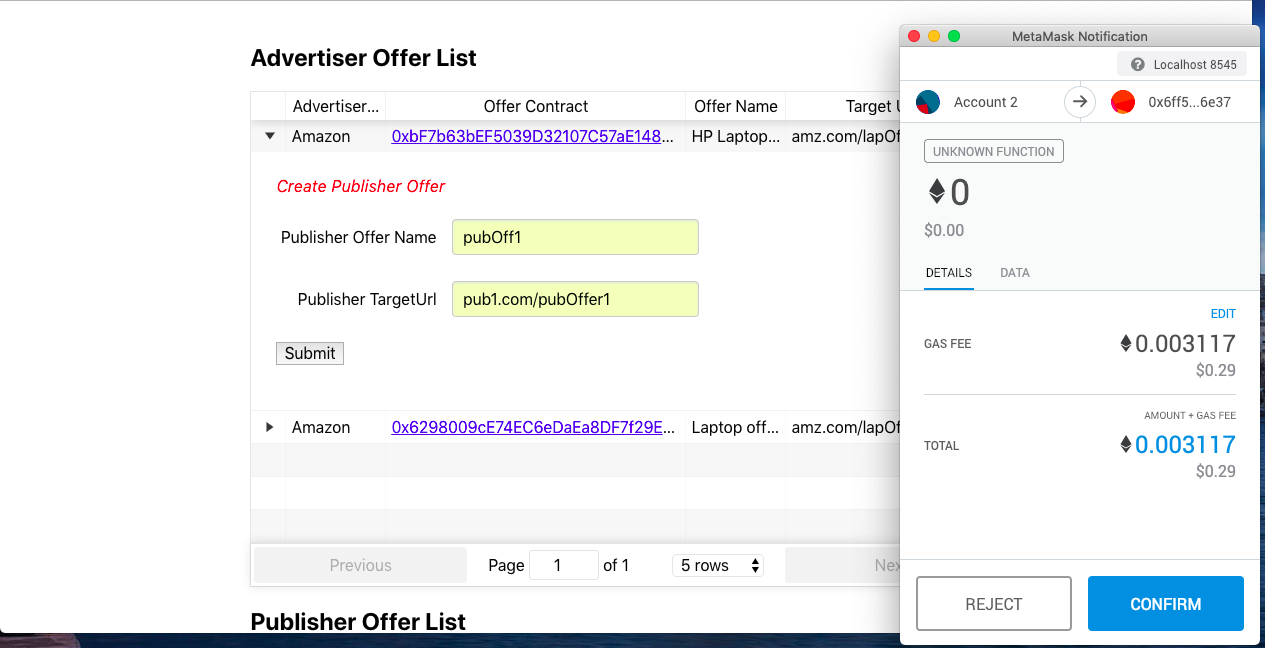 Advertiser Offer List
Advertiser... Offer Contract Offer Name Target U
Amazon 0xbF7b63bEF5039D32107C57aE148... HP Laptop... amz.com/lapOf
Create Publisher Offer
Publisher Offer Name pubOff1
Publisher TargetUrl pub1.com/pubOffer1
Submit
Amazon 0x6298009cE74EC6eDaEa8DF7f29E... Laptop off... amz.com/lapOf
Previous Page 1 of 1 5 rows Nex
Publisher Offer List
MetaMask Notification
Localhost 8545
Account 2 0x6ff5...6e37
UNKNOWN FUNCTION
0
$0.00
DETAILS DATA
EDIT
GAS FEE 0.003117
$0.29
AMOUNT + GAS FEE
TOTAL 0.003117
$0.29
REJECT CONFIRM